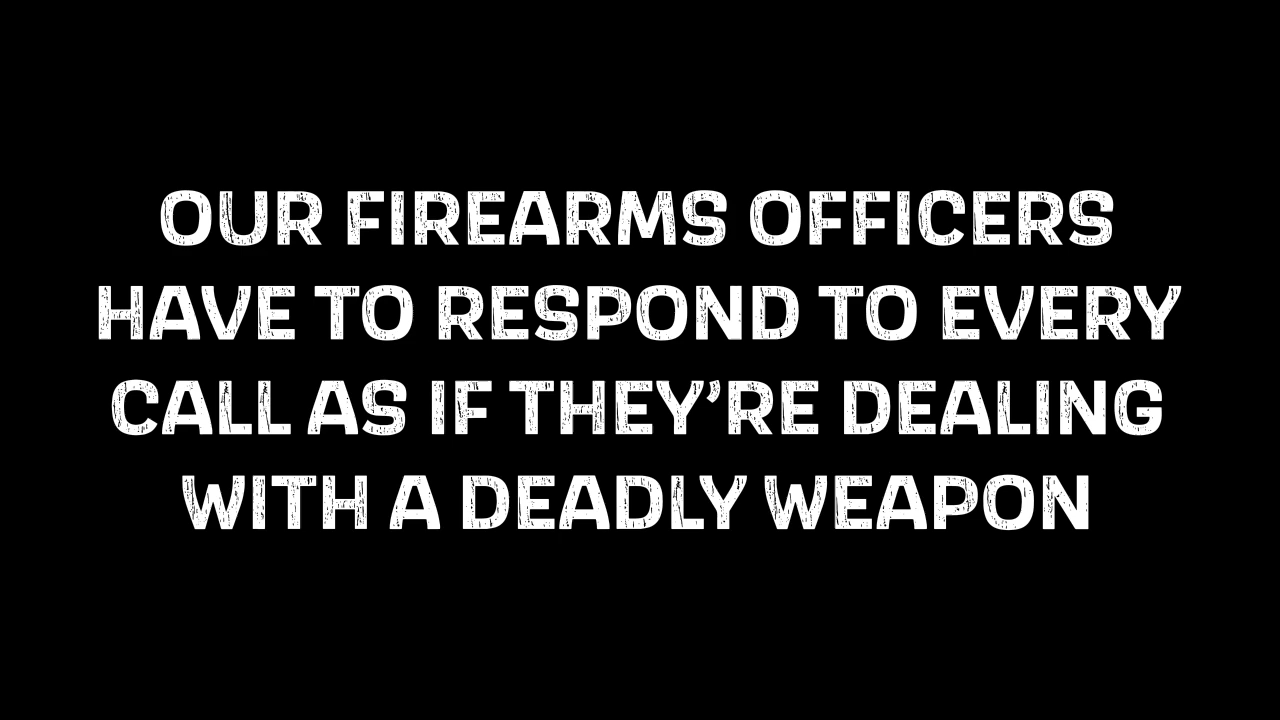 OUR FIREARMS OFFICERS
HAVE TO RESPOND TO EVERY
CALL AS IF THEY’RE DEALING
WITH A DEADLY WEAPON